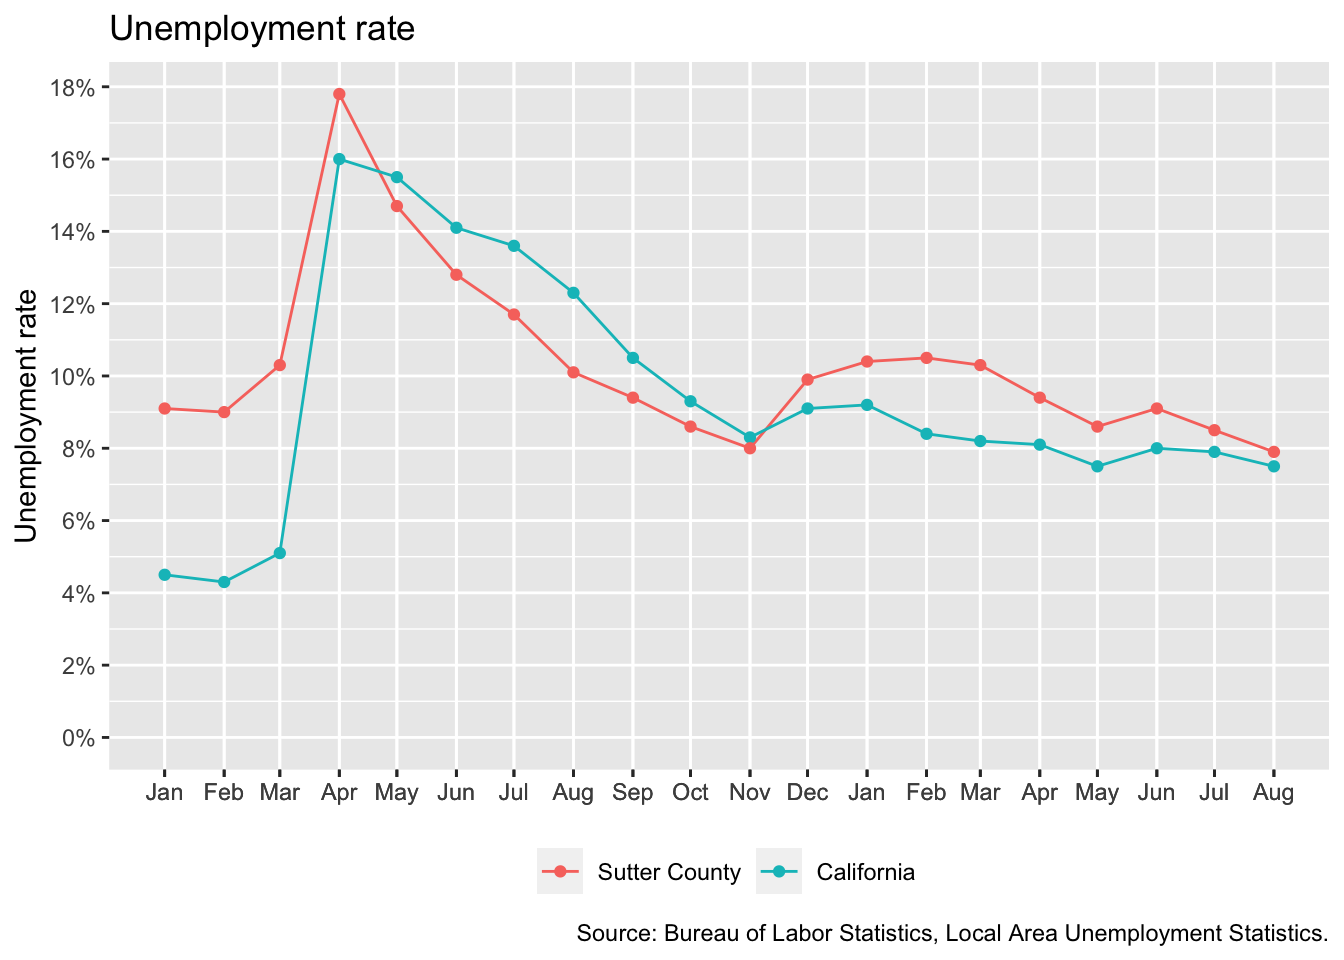 Unemployment rate
Unemployment rate
18%
16%
14%
12%
10%
8%
6%
4%
2%
0%
Jan Feb Mar Apr May Jun Jul Aug Sep Oct Nov Dec Jan Feb Mar Apr May Jun Jul Aug
Sutter County California
Source: Bureau of Labor Statistics, Local Area Unemployment Statistics.